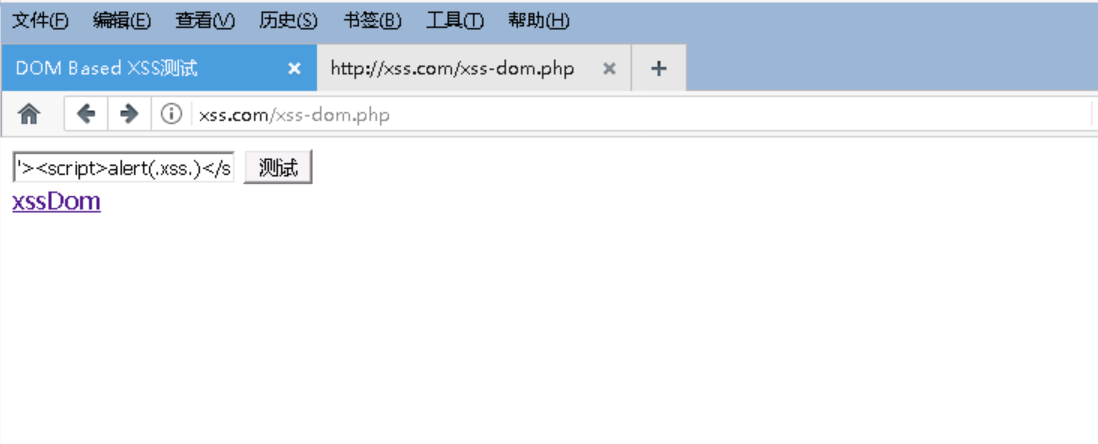 文件(F) 编辑(E) 查看(V) 历史(S) 书签(B) 工具(T) 帮助(H)
DOM Based XSS测试 http://xss.com/xss-dom.php
xss.com/xss-dom.php
'><script>alert(.xss.)</s 测试
xssDom